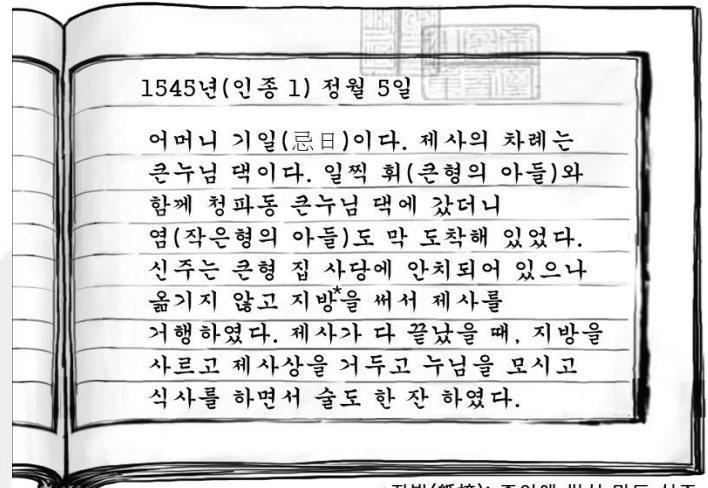 1545년(인종 1) 정월 5일
어머니 기일(忌日)이다. 제사의 차례는
큰누님 댁이다. 일찍 휘(큰형의 아들)와
함께 청파동 큰누님 댁에 갔더니
염(작은형의 아들)도 막 도착해 있었다.
신주는 큰형 집 사당에 안치되어 있으나
옮기지 않고 지방*을 써서 제사를
거행하였다. 제사가 다 끝났을 때, 지방을
사르고 제사상을 거두고 누님을 모시고
식사를 하면서 술도 한 잔 하였다.